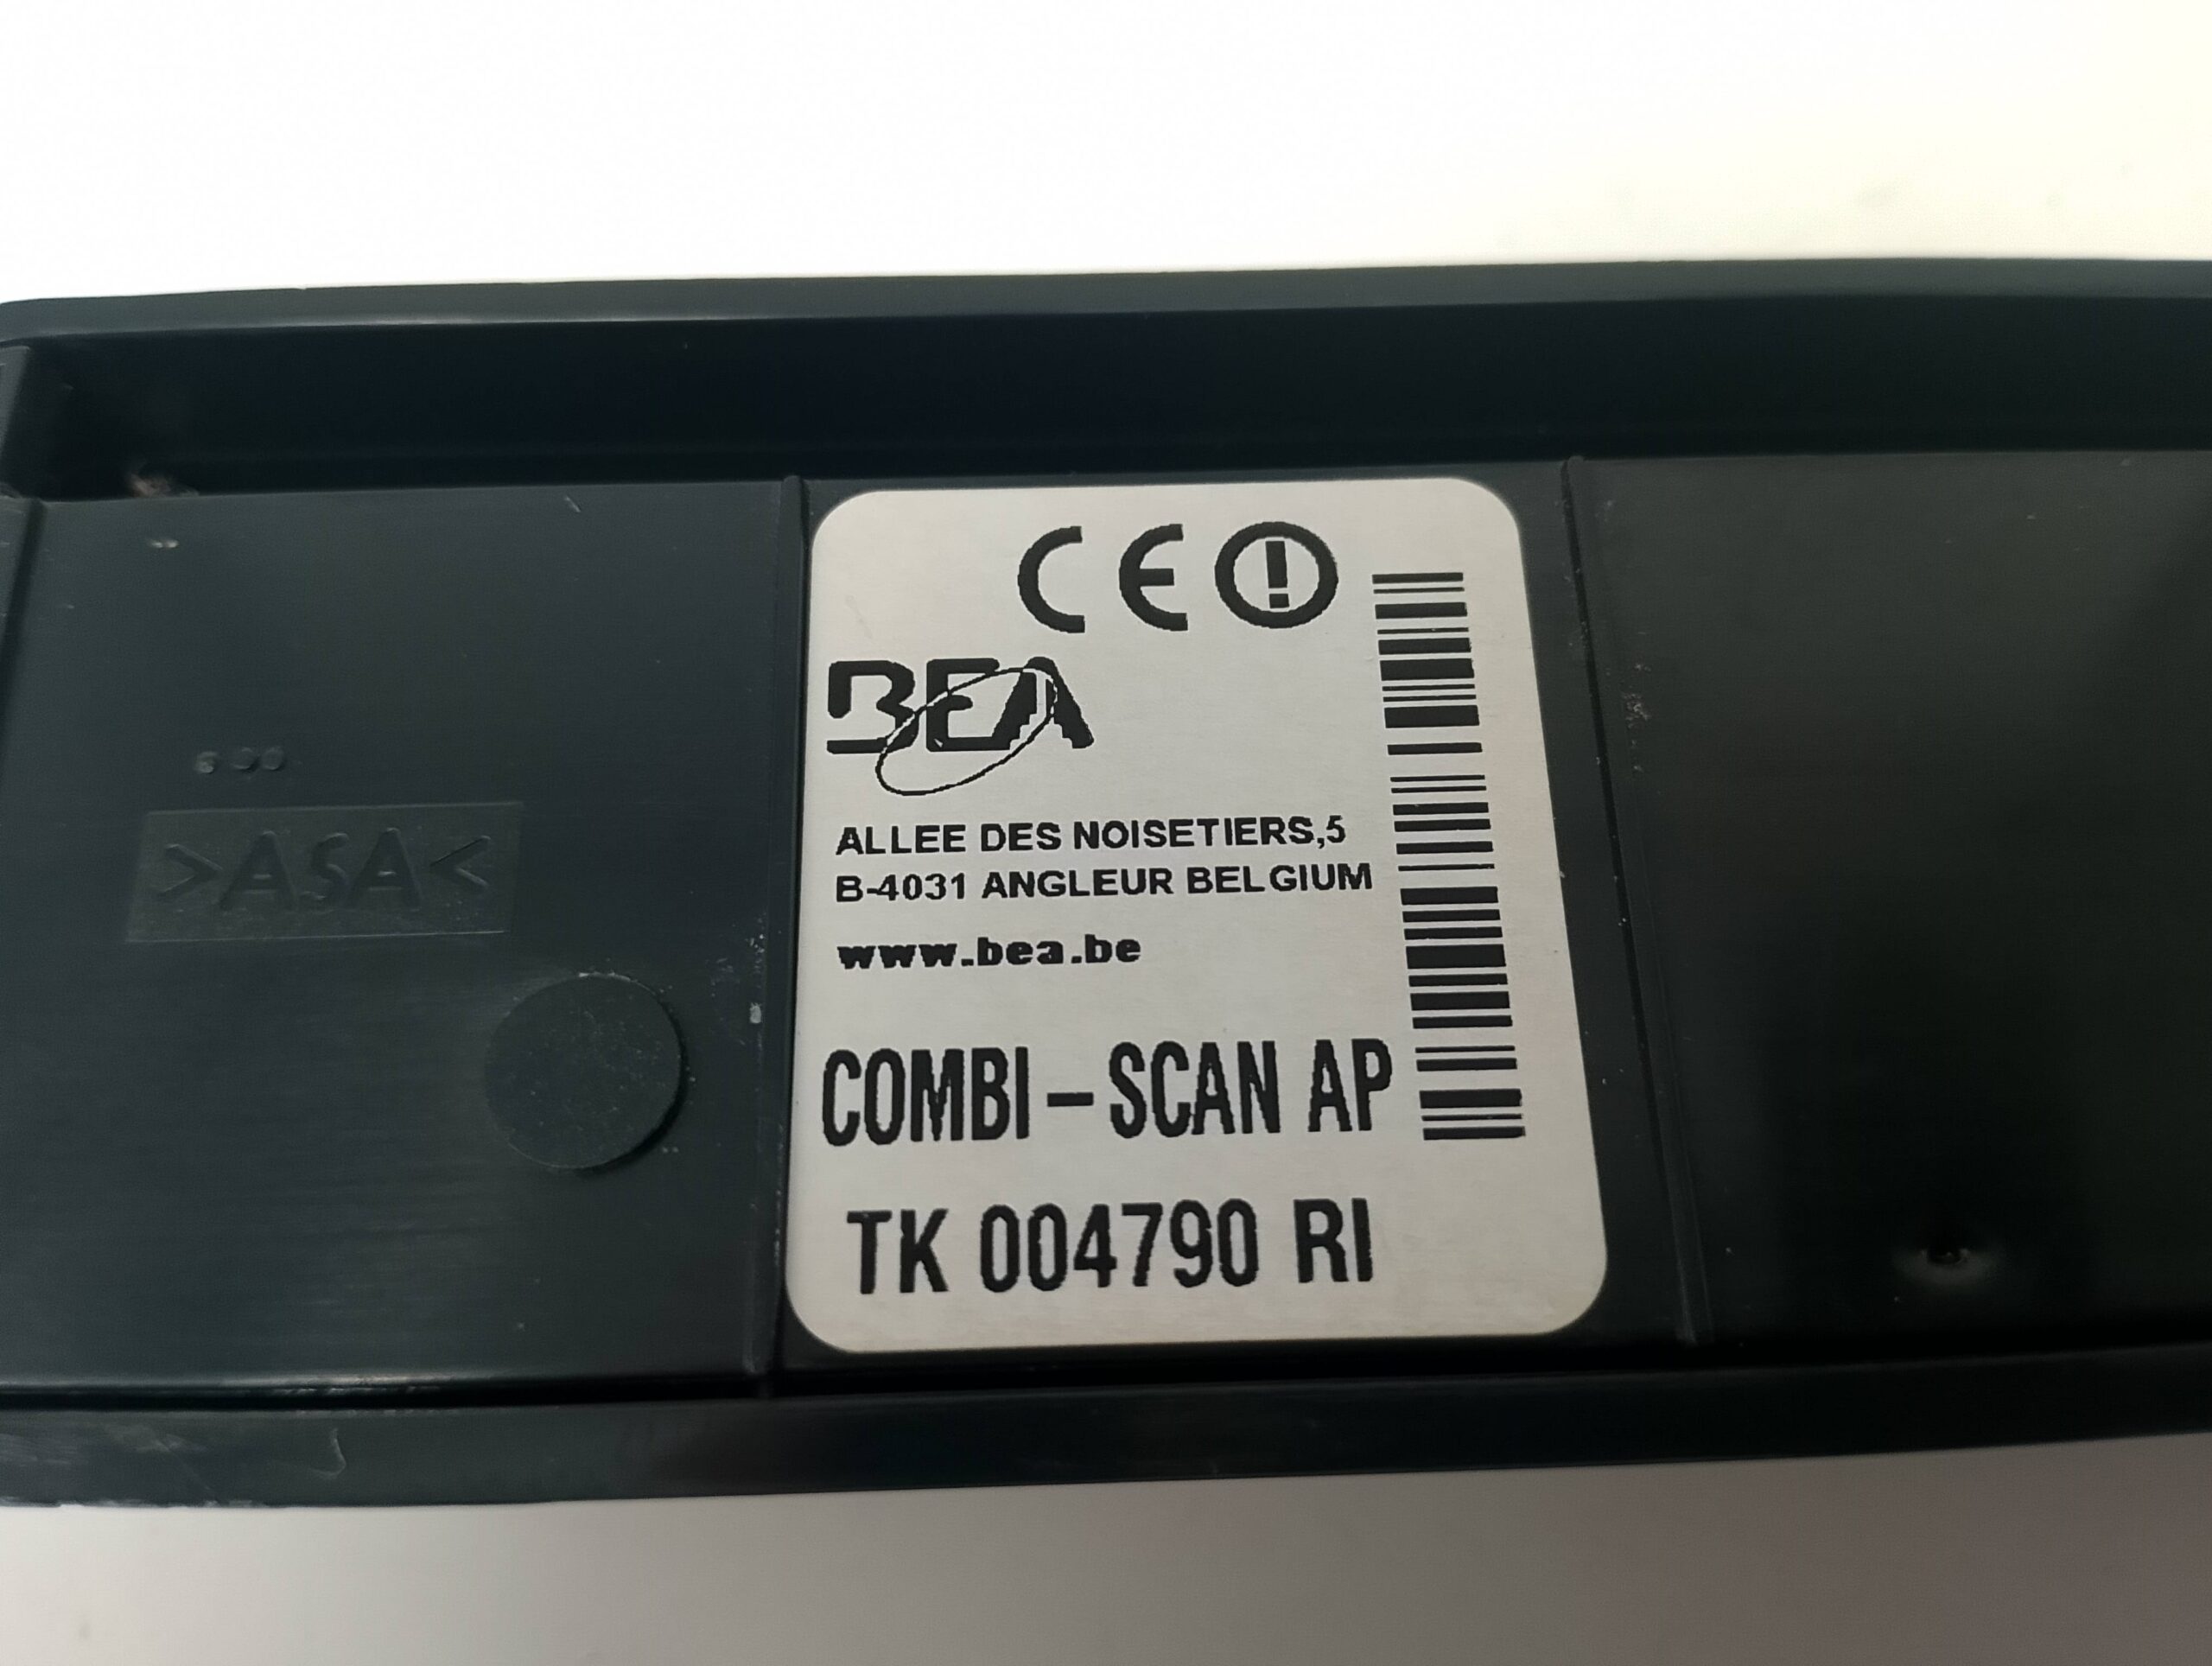 CE
BEA
ALLEE DES NOISETIERS,5
B-4031 ANGLEUR BELGIUM
www.bea.be
COMBI – SCAN AP
TK 004790 RI
>ASA<